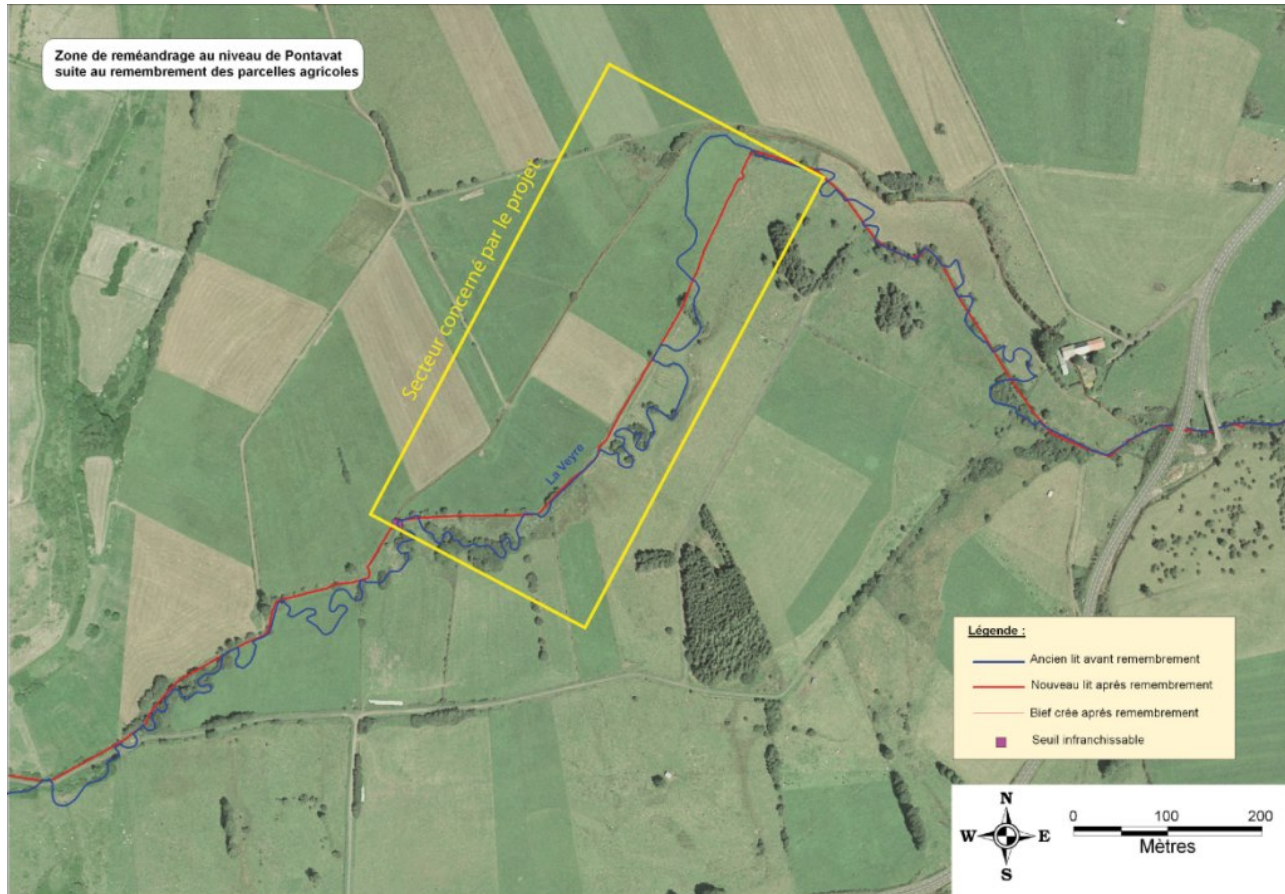 Zone de reméandrage au niveau de Pontavat
suite au remembrement des parcelles agricoles
Secteur concerné par le projet
La Veyre
Légende :
Ancien lit avant remembrement
Nouveau lit après remembrement
Bief crée après remembrement
Seuil infranchissable
N
W E
S
0 100 200
Mètres